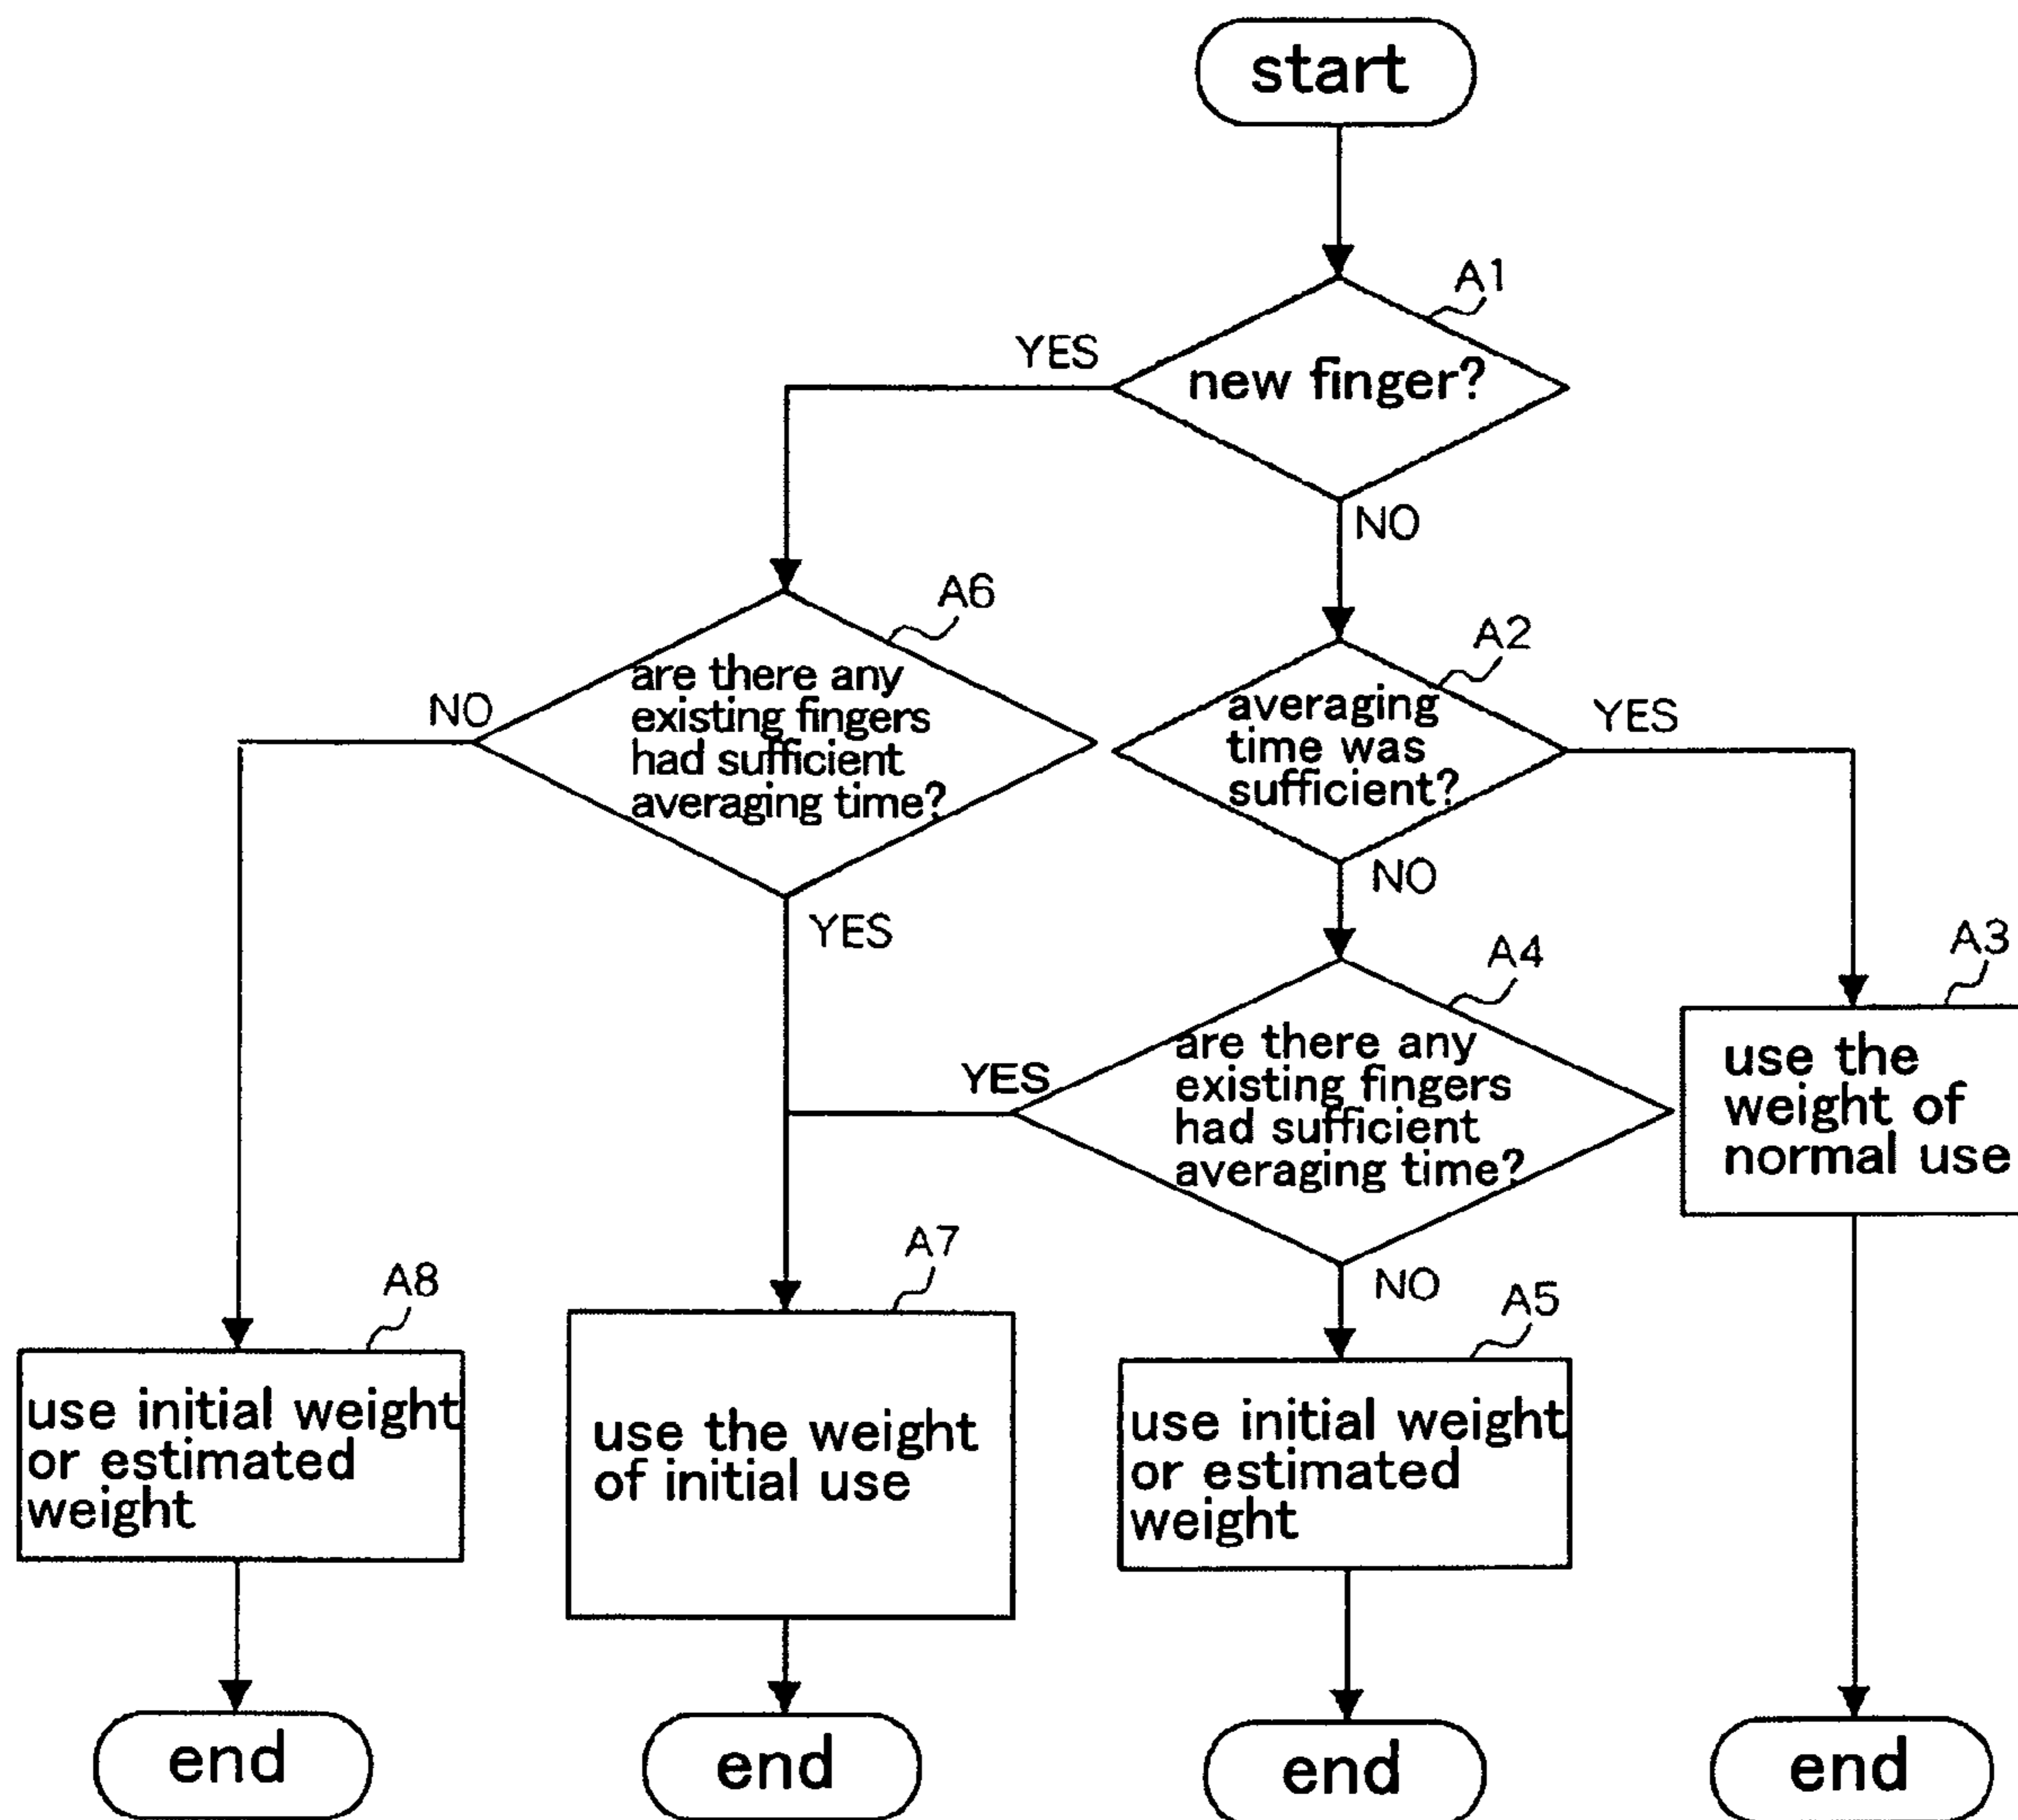 start
A1
YES
new finger?
NO
A6
are there any
existing fingers
had sufficient
averaging time?
NO
YES
A2
averaging
time was
sufficient?
YES
NO
A4
are there any
existing fingers
had sufficient
averaging time?
YES
NO
A3
use the
weight of
normal use
A8
use initial weight
or estimated
weight
A7
use the weight
of initial use
A5
use initial weight
or estimated
weight
end
end
end
end